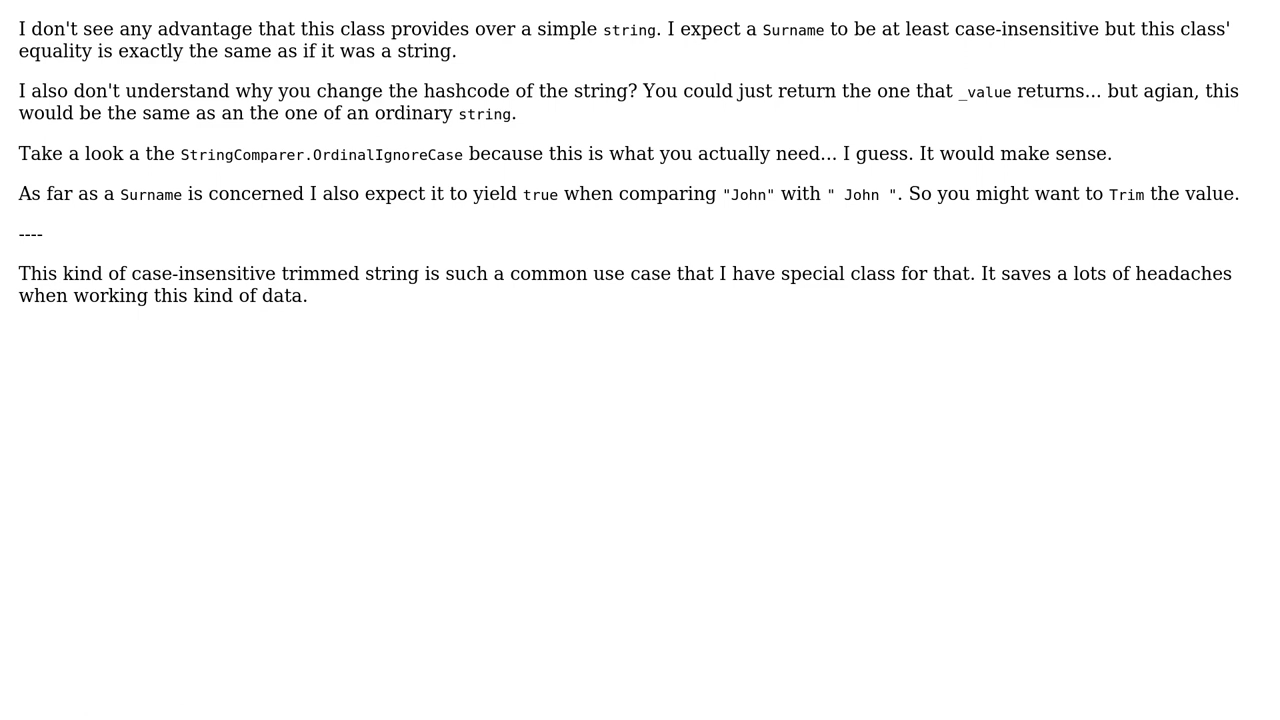 I don't see any advantage that this class provides over a simple string. I expect a Surname to be at least case-insensitive but this class'
equality is exactly the same as if it was a string.
I also don't understand why you change the hashcode of the string? You could just return the one that _value returns... but agian, this
would be the same as an the one of an ordinary string.
Take a look a the StringComparer.OrdinalIgnoreCase because this is what you actually need... I guess. It would make sense.
As far as a Surname is concerned I also expect it to yield true when comparing "John" with " John ". So you might want to Trim the value.
----
This kind of case-insensitive trimmed string is such a common use case that I have special class for that. It saves a lots of headaches
when working this kind of data.